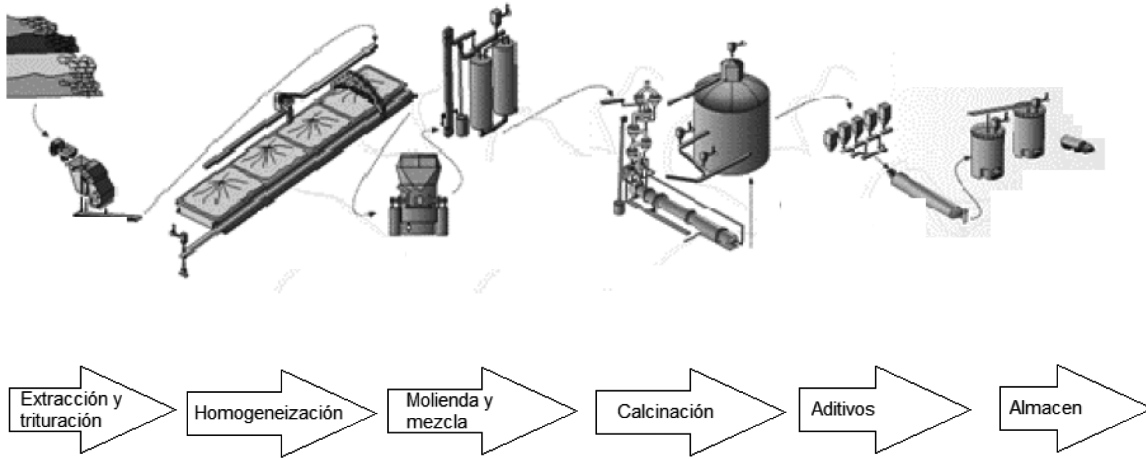 Extracción y
trituración
Homogeneización
Molienda y
mezcla
Calcinación
Aditivos
Almacen